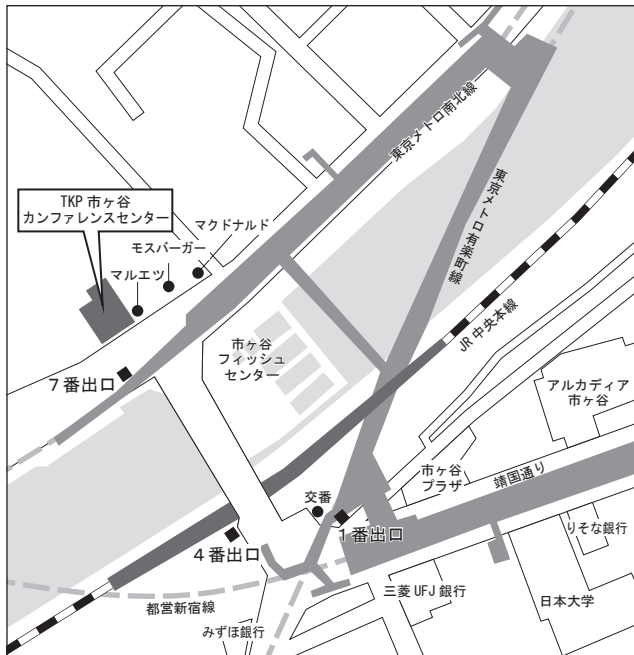 東京メトロ南北線
東京メトロ有楽町線
TKP 市ヶ谷
カンファレンスセンター
マクドナルド
モスバーガー
マルエツ
JR 中央本線
市ヶ谷
フィッシュ
センター
7番出口
アルカディア
市ヶ谷
市ヶ谷
プラザ
靖国通り
交番
1番出口
りそな銀行
4番出口
三菱 UFJ 銀行
日本大学
都営新宿線
みずほ銀行